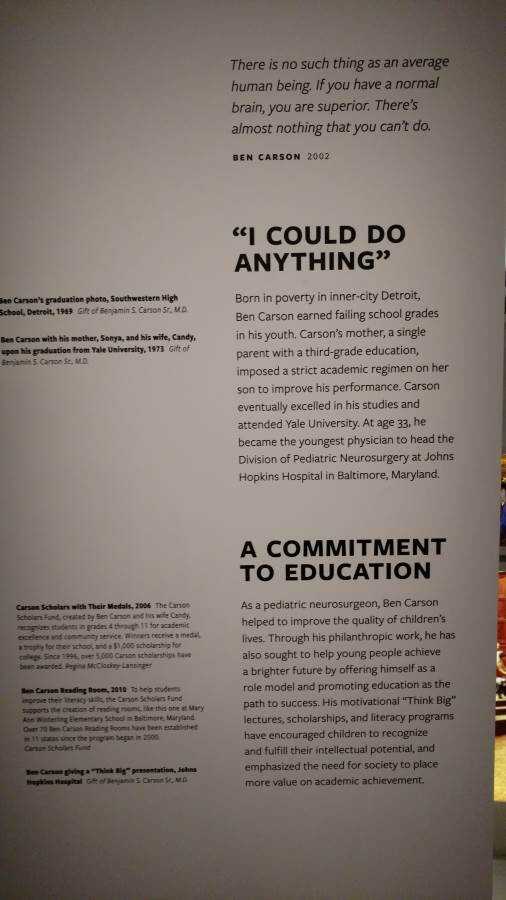 There is no such thing as an average
human being. If you have a normal
brain, you are superior. There's
almost nothing that you can't do.
BEN CARSON 2002
"I COULD DO
ANYTHING"
Born in poverty in inner-city Detroit,
Ben Carson earned failing school grades
in his youth. Carson's mother, a single
parent with a third-grade education,
imposed a strict academic regimen on her
son to improve his performance. Carson
eventually excelled in his studies and
attended Yale University. At age 33, he
became the youngest physician to head the
Division of Pediatric Neurosurgery at Johns
Hopkins Hospital in Baltimore, Maryland.
Ben Carson's graduation photo, Southwestern High
School, Detroit, 1969 Gift of Benjamin S. Carson Sr., M.D.
Ben Carson with his mother, Sonya, and his wife, Candy,
upon his graduation from Yale University, 1973 Gift of
Benjamin S. Carson Sr., M.D.
A COMMITMENT
TO EDUCATION
As a pediatric neurosurgeon, Ben Carson
helped to improve the quality of children's
lives. Through his philanthropic work, he has
also sought to help young people achieve
a brighter future by offering himself as a
role model and promoting education as the
path to success. His motivational "Think Big"
lectures, scholarships, and literacy programs
have encouraged children to recognize
and fulfill their intellectual potential, and
emphasized the need for society to place
more value on academic achievement.
Carson Scholars with Their Medals, 2006 The Carson
Scholars Fund, created by Ben Carson and his wife Candy,
recognizes students in grades 4 through 11 for academic
excellence and community service. Winners receive a medal,
a trophy for their school, and a $1,000 scholarship for
college. Since 1996, over 5,000 Carson scholarships have
been awarded. Regina McCloskey-Lansinger
Ben Carson Reading Room, 2010 To help students
improve their literacy skills, the Carson Scholars Fund
supports the creation of reading rooms, like this one at Mary
Ann Winterling Elementary School in Baltimore, Maryland.
Over 70 Ben Carson Reading Rooms have been established
in 11 states since the program began in 2000.
Carson Scholars Fund
Ben Carson giving a "Think Big" presentation, Johns
Hopkins Hospital Gift of Benjamin S. Carson Sr., M.D.